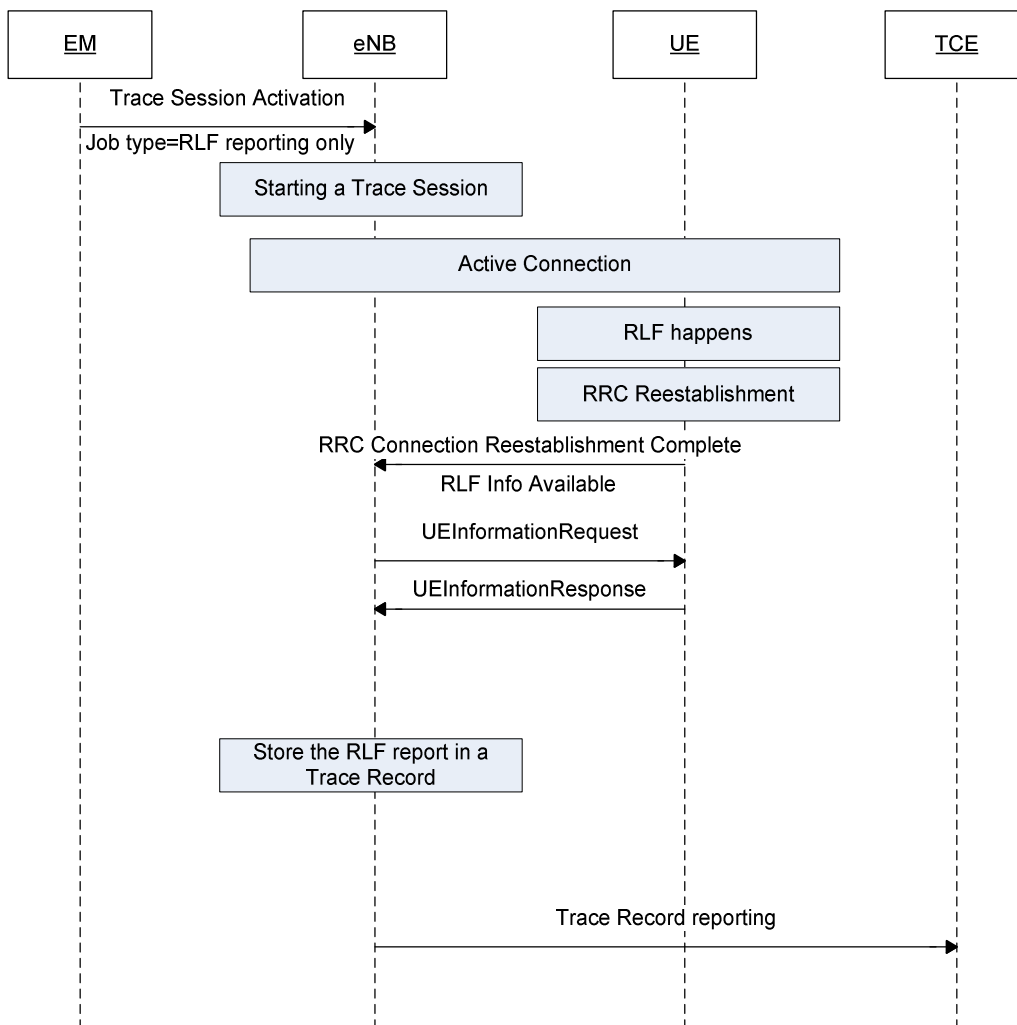 EM
eNB
UE
TCE
Trace Session Activation
Job type=RLF reporting only
Starting a Trace Session
Active Connection
RLF happens
RRC Reestablishment
RRC Connection Reestablishment Complete
RLF Info Available
UEInformationRequest
UEInformationResponse
Store the RLF report in a
Trace Record
Trace Record reporting